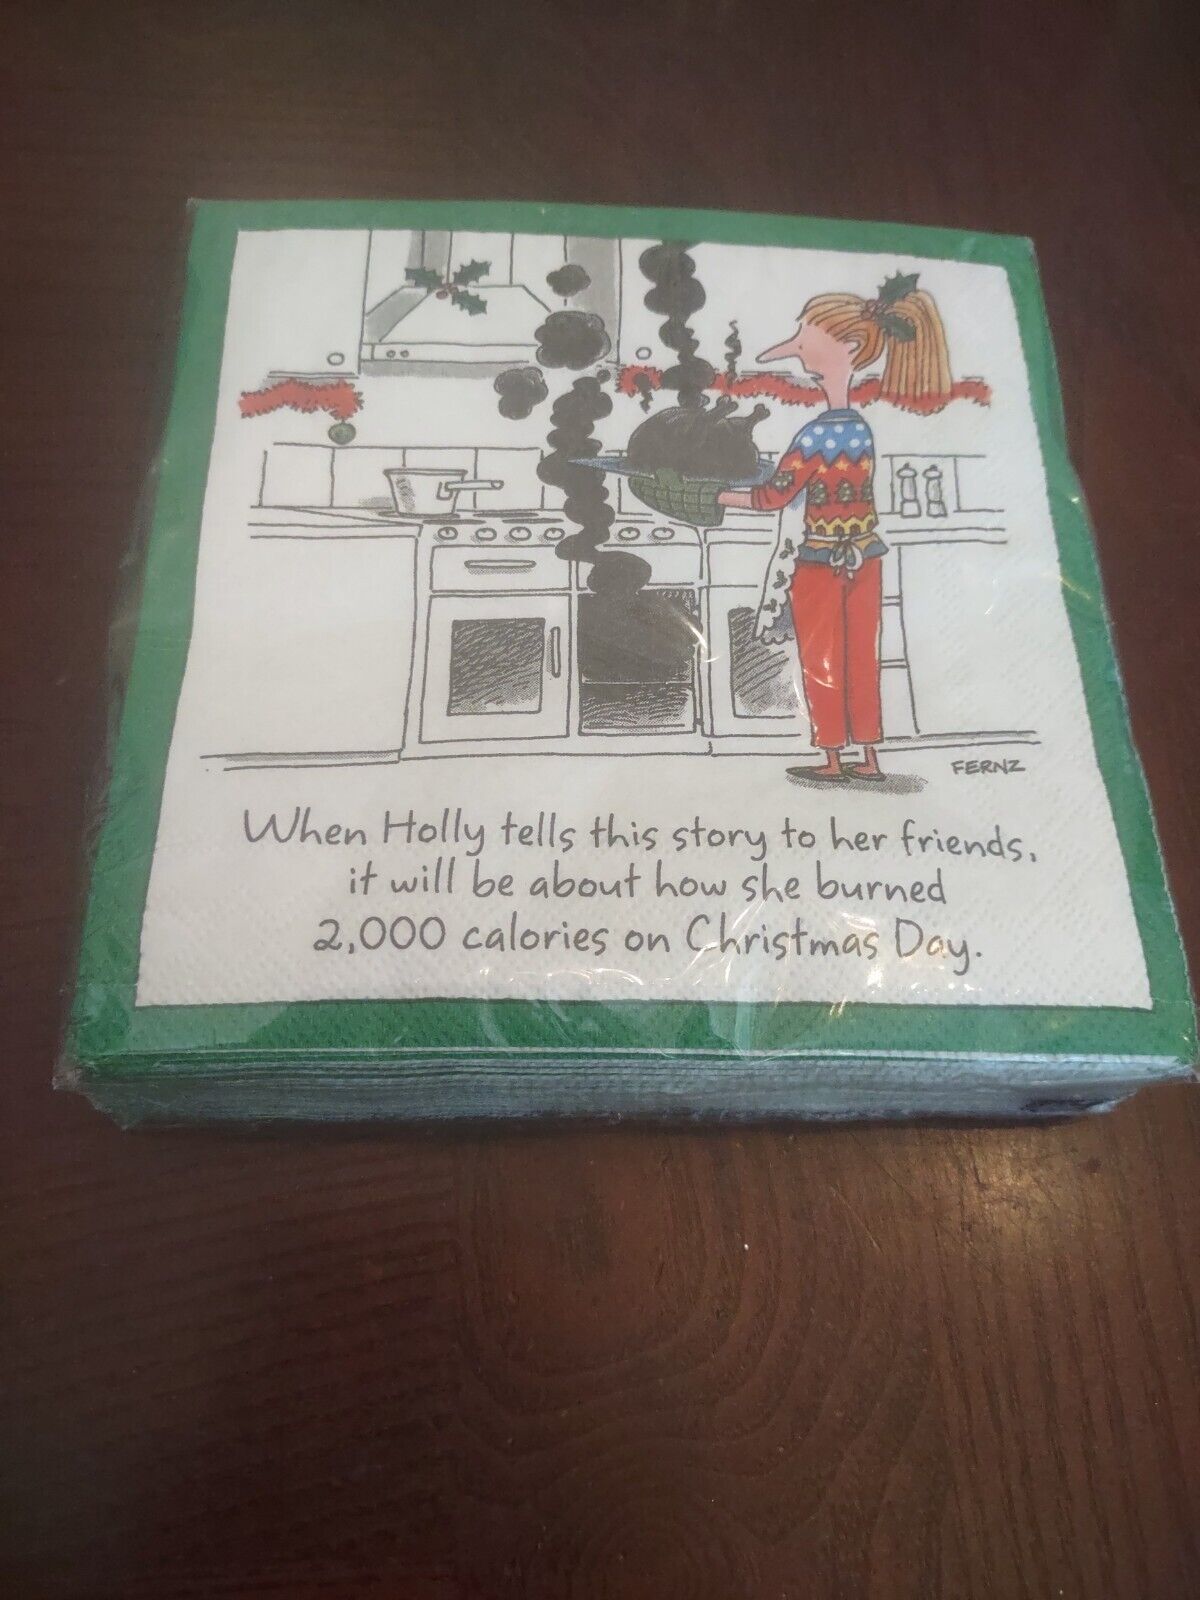 FERNZ
When Holly tells this story to her friends,
it will be about how she burned
2,000 calories on Christmas Day.